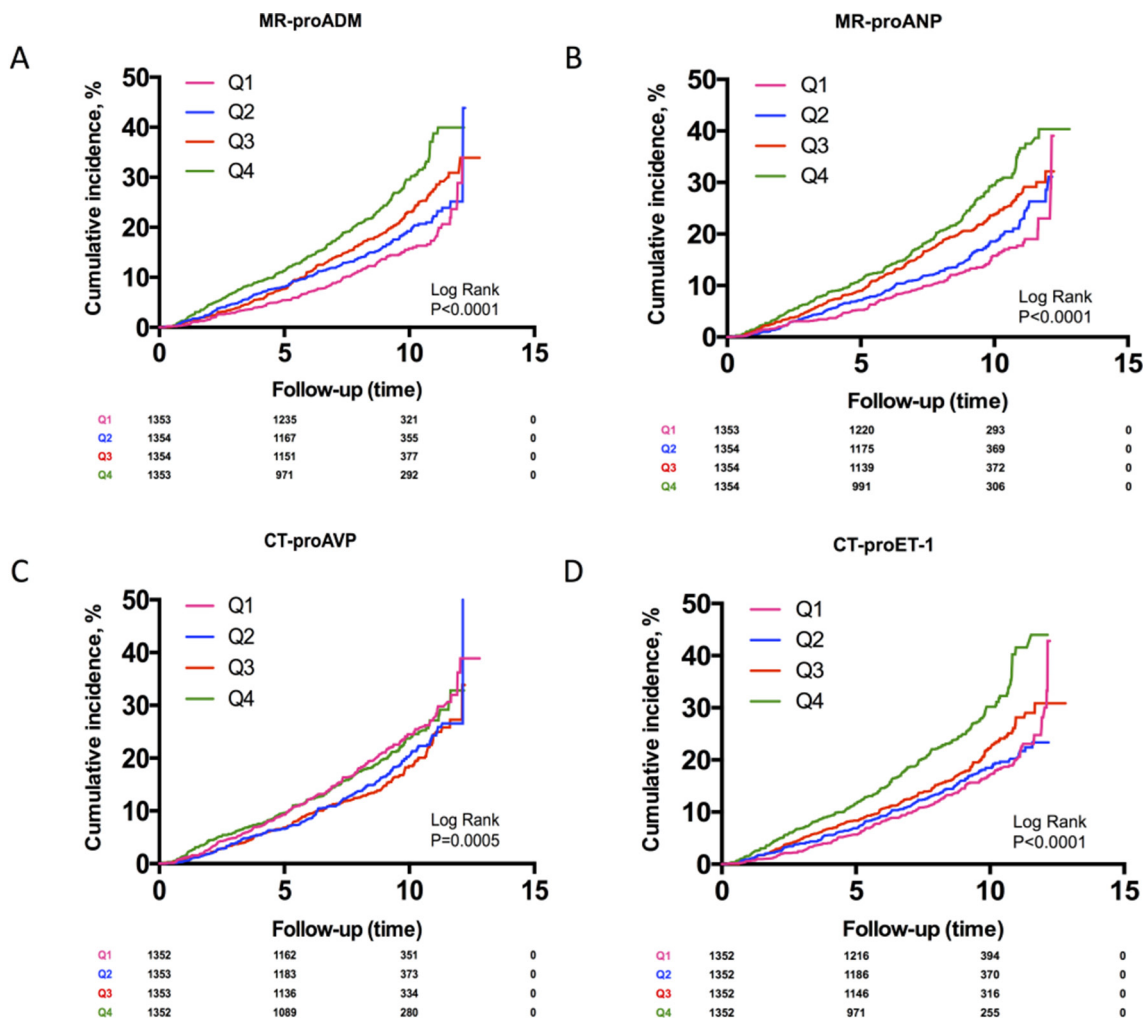 MR-proADM
A
Cumulative incidence, %
50
40
30
20
10
0
Q1
Q2
Q3
Q4
Log Rank
P<0.0001
0 5 10 15
Follow-up (time)
Q1 1353 1235 321 0
Q2 1354 1167 355 0
Q3 1354 1151 377 0
Q4 1353 971 292 0
MR-proANP
B
Cumulative incidence, %
50
40
30
20
10
0
Q1
Q2
Q3
Q4
Log Rank
P<0.0001
0 5 10 15
Follow-up (time)
Q1 1353 1220 293 0
Q2 1354 1175 369 0
Q3 1354 1139 372 0
Q4 1354 991 306 0
CT-proAVP
C
Cumulative incidence, %
50
40
30
20
10
0
Q1
Q2
Q3
Q4
Log Rank
P=0.0005
0 5 10 15
Follow-up (time)
Q1 1352 1162 351 0
Q2 1353 1183 373 0
Q3 1353 1136 334 0
Q4 1352 1089 280 0
CT-proET-1
D
Cumulative incidence, %
50
40
30
20
10
0
Q1
Q2
Q3
Q4
Log Rank
P<0.0001
0 5 10 15
Follow-up (time)
Q1 1352 1216 394 0
Q2 1352 1186 370 0
Q3 1352 1146 316 0
Q4 1352 971 255 0